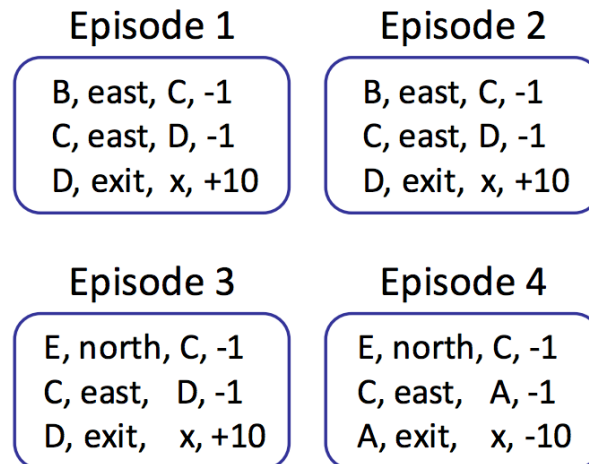 Episode 1
B, east, C, -1
C, east, D, -1
D, exit, x, +10
Episode 2
B, east, C, -1
C, east, D, -1
D, exit, x, +10
Episode 3
E, north, C, -1
C, east, D, -1
D, exit, x, +10
Episode 4
E, north, C, -1
C, east, A, -1
A, exit, x, -10